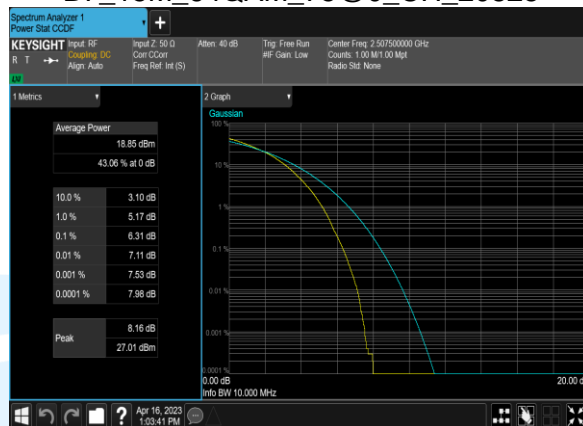 Spectrum Analyzer 1
Power Stat CCDF
+
KEYSIGHT
R T
LW
Input: RF
Coupling: DC
Align: Auto
Input Z: 50 Ω
Corr CCorr
Freq Ref: Int (S)
Atten: 40 dB
Trig: Free Run
#IF Gain: Low
Center Freq: 2.507500000 GHz
Counts: 1.00 M/1.00 Mpt
Radio Std: None
1 Metrics
Average Power
18.85 dBm
43.06 % at 0 dB
10.0 % 3.10 dB
1.0 % 5.17 dB
0.1 % 6.31 dB
0.01 % 7.11 dB
0.001 % 7.53 dB
0.0001 % 7.98 dB
Peak
8.16 dB
27.01 dBm
2 Graph
Gaussian
100 %
10 %
1 %
0.1 %
0.01 %
0.001 %
0.0001 %
0.00 dB
20.00
Info BW 10.000 MHz
?
Apr 16, 2023
1:03:41 PM